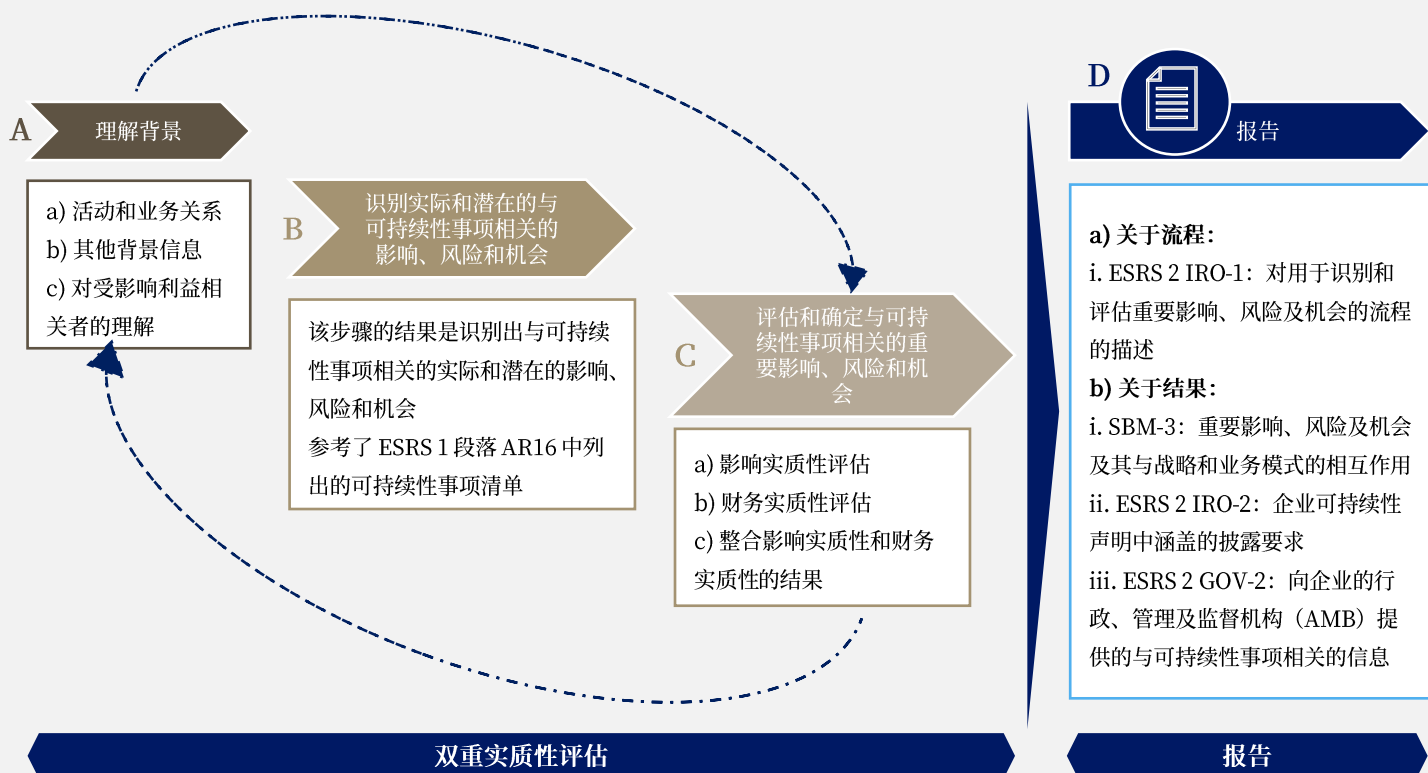 A
理解背景
a) 活动和业务关系
b) 其他背景信息
c) 对受影响利益相
关者的理解
B
识别实际和潜在的与
可持续性事项相关的
影响、风险和机会
该步骤的结果是识别出与可持续
性事项相关的实际和潜在的影响、
风险和机会
参考了 ESRS 1 段落 AR16 中列
出的可持续性事项清单
C
评估和确定与可持
续性事项相关的重
要影响、风险和机
会
a) 影响实质性评估
b) 财务实质性评估
c) 整合影响实质性和财务
实质性的结果
双重实质性评估
D
报告
a) 关于流程：
i. ESRS 2 IRO-1：对用于识别和
评估重要影响、风险及机会的流程
的描述
b) 关于结果：
i. SBM-3：重要影响、风险及机会
及其与战略和业务模式的相互作用
ii. ESRS 2 IRO-2：企业可持续性
声明中涵盖的披露要求
iii. ESRS 2 GOV-2：向企业的行
政、管理及监督机构（AMB）提
供的与可持续性事项相关的信息
报告